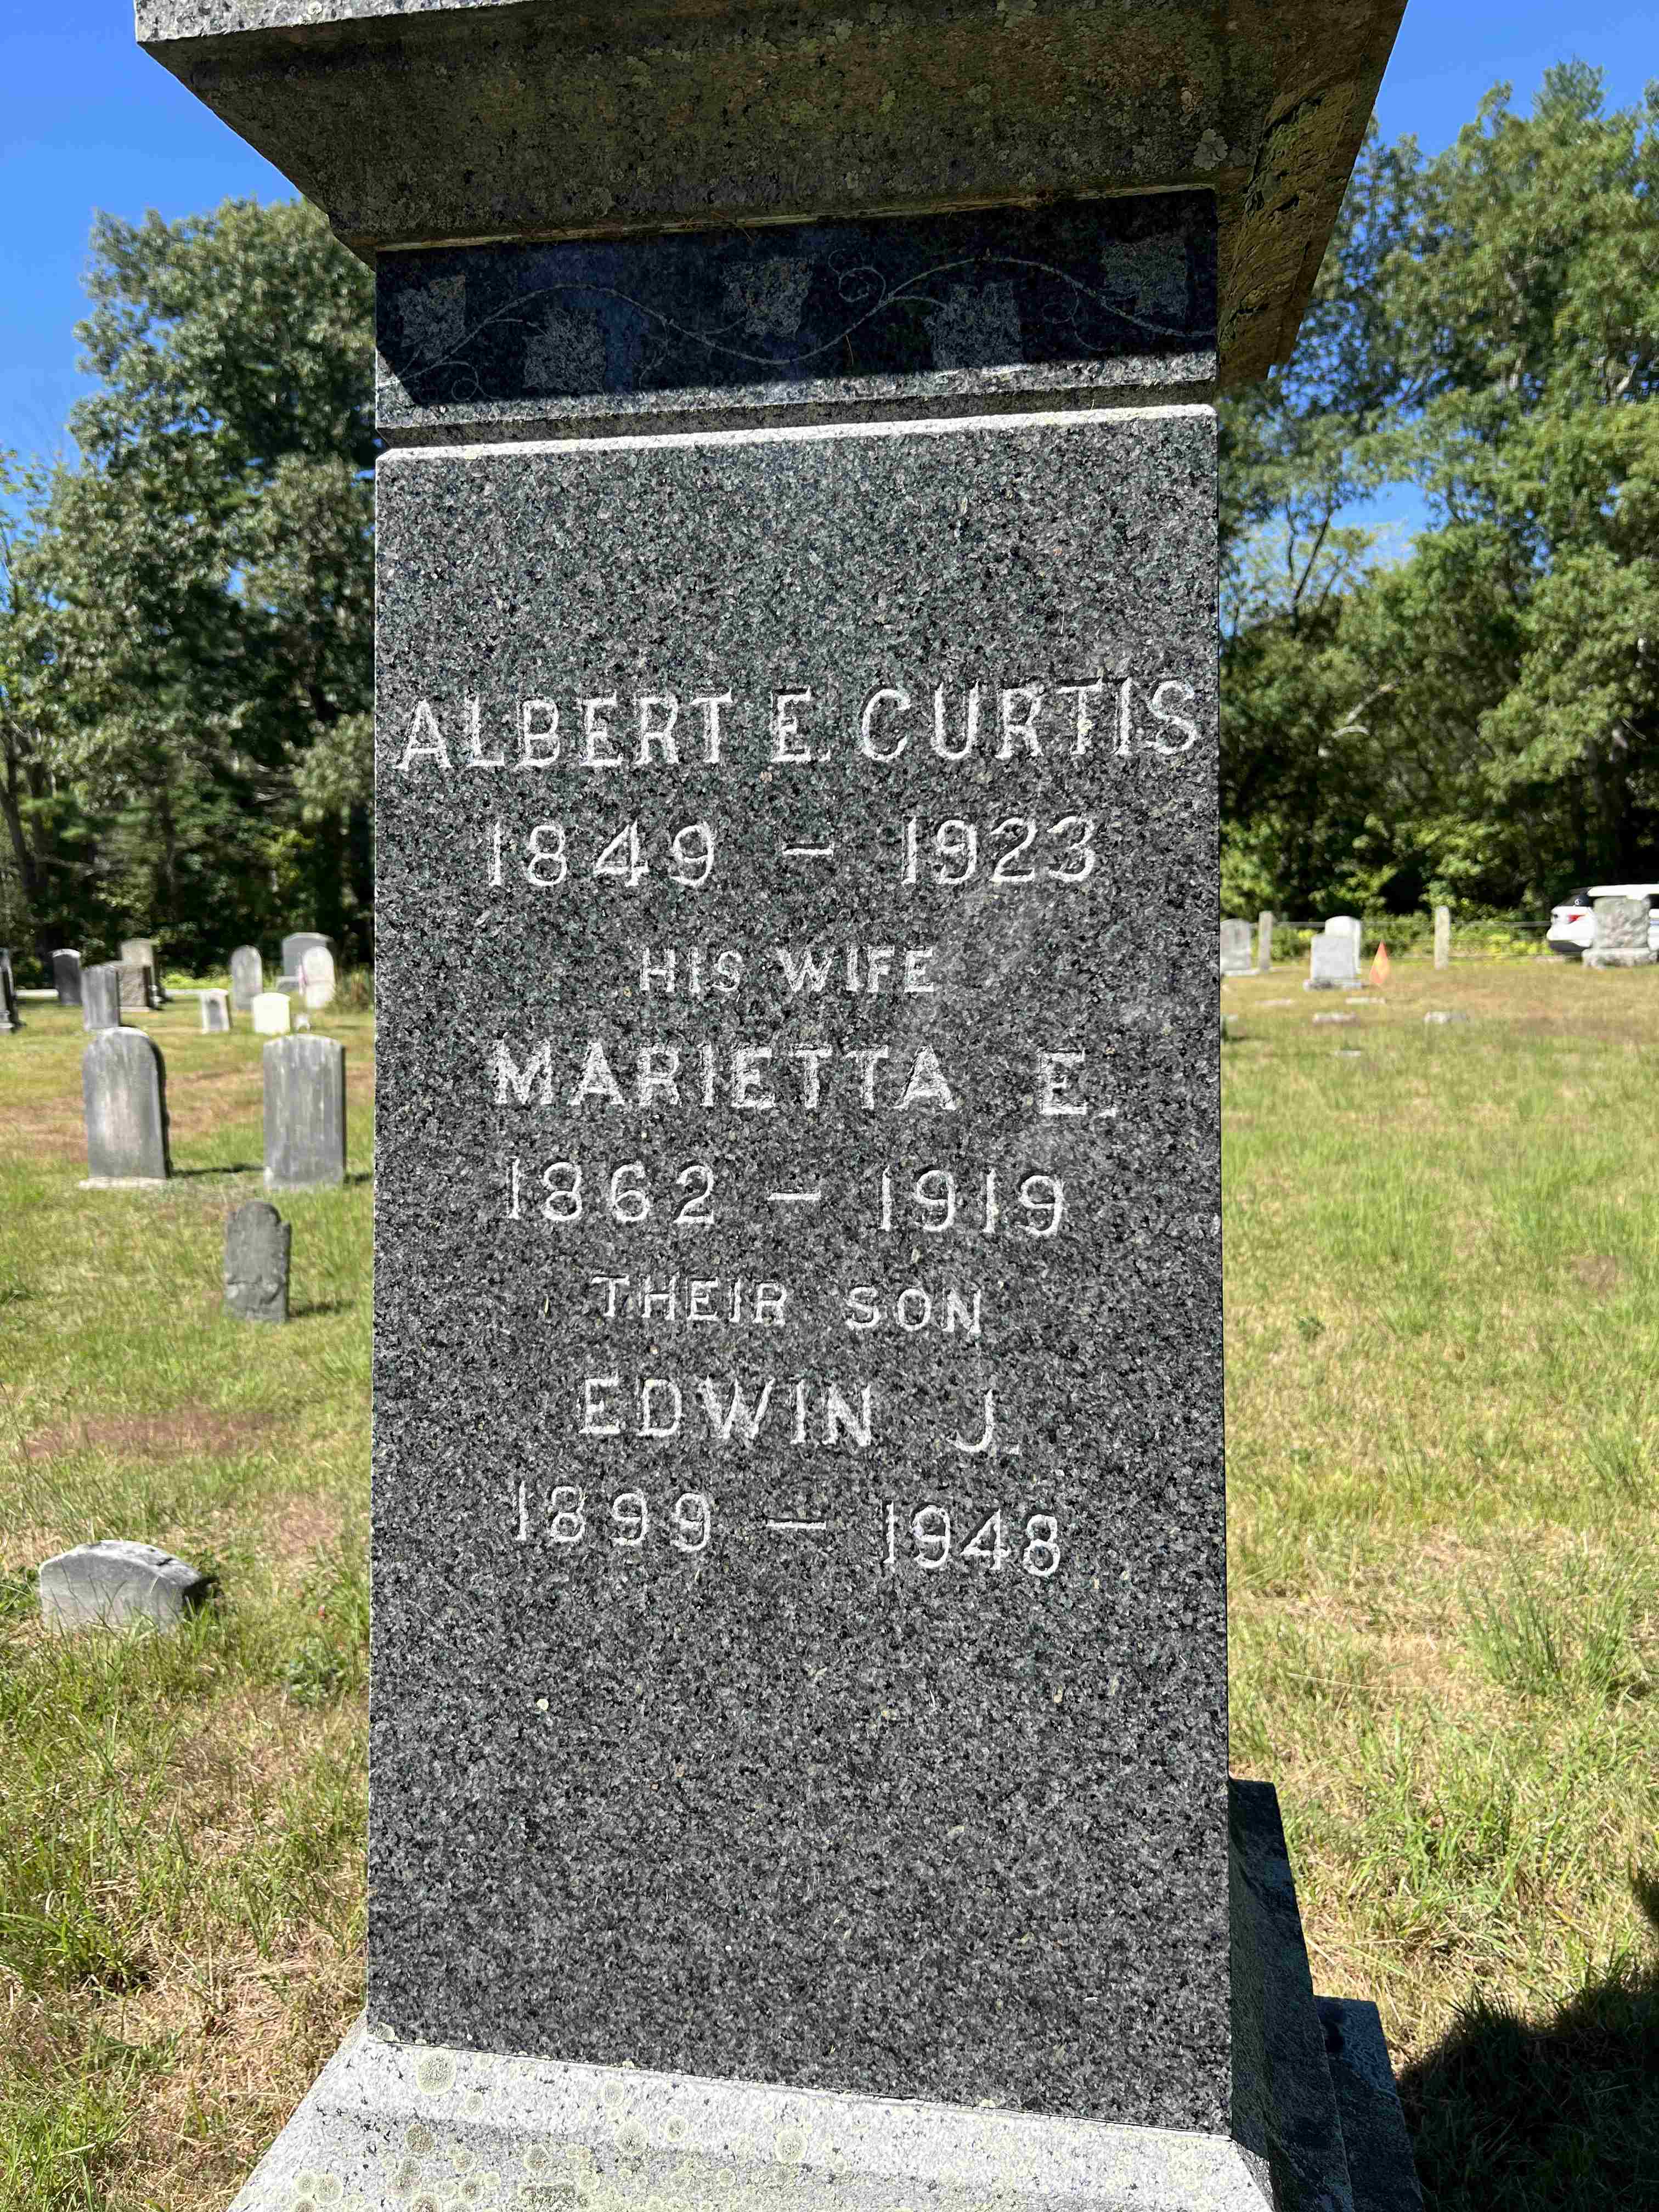 ALBERT E. CURTIS
1849 – 1923
HIS WIFE
MARIETTA E.
1862 – 1919
THEIR SON
EDWIN J.
1899 – 1948